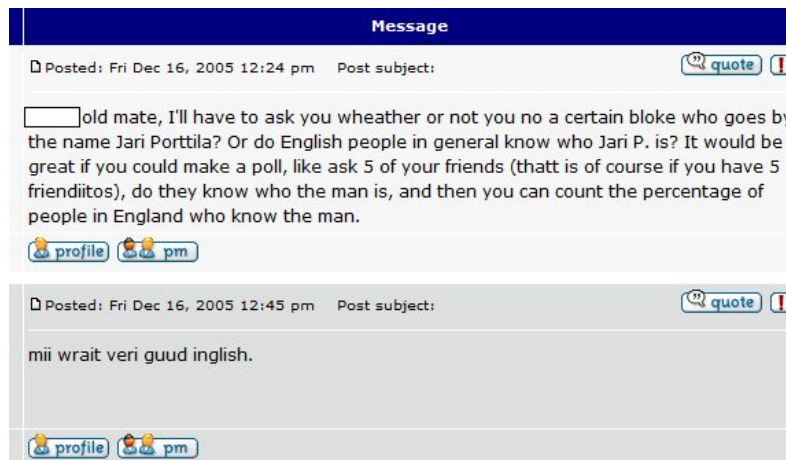 Message
Posted: Fri Dec 16, 2005 12:24 pm Post subject: quote !
old mate, I'll have to ask you wheather or not you no a certain bloke who goes by
the name Jari Porttila? Or do English people in general know who Jari P. is? It would be
great if you could make a poll, like ask 5 of your friends (thatt is of course if you have 5
friendiitos), do they know who the man is, and then you can count the percentage of
people in England who know the man.
profile pm
Posted: Fri Dec 16, 2005 12:45 pm Post subject: quote !
mii wrait veri guud inglish.
profile pm